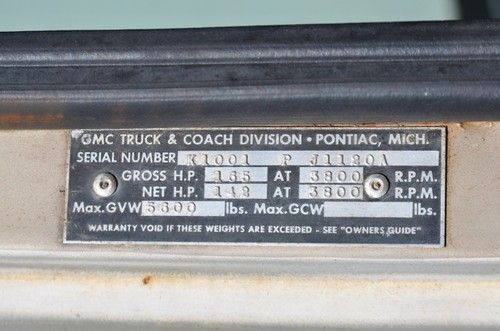 GMC TRUCK & COACH DIVISION • PONTIAC, MICH.
SERIAL NUMBER K1001 P J1120A
GROSS H.P. 165 AT 3800 R.P.M.
NET H.P. 142 AT 3800 R.P.M.
Max. GVW 5600 lbs. Max. GCW lbs.
WARRANTY VOID IF THESE WEIGHTS ARE EXCEEDED - SEE "OWNERS GUIDE"